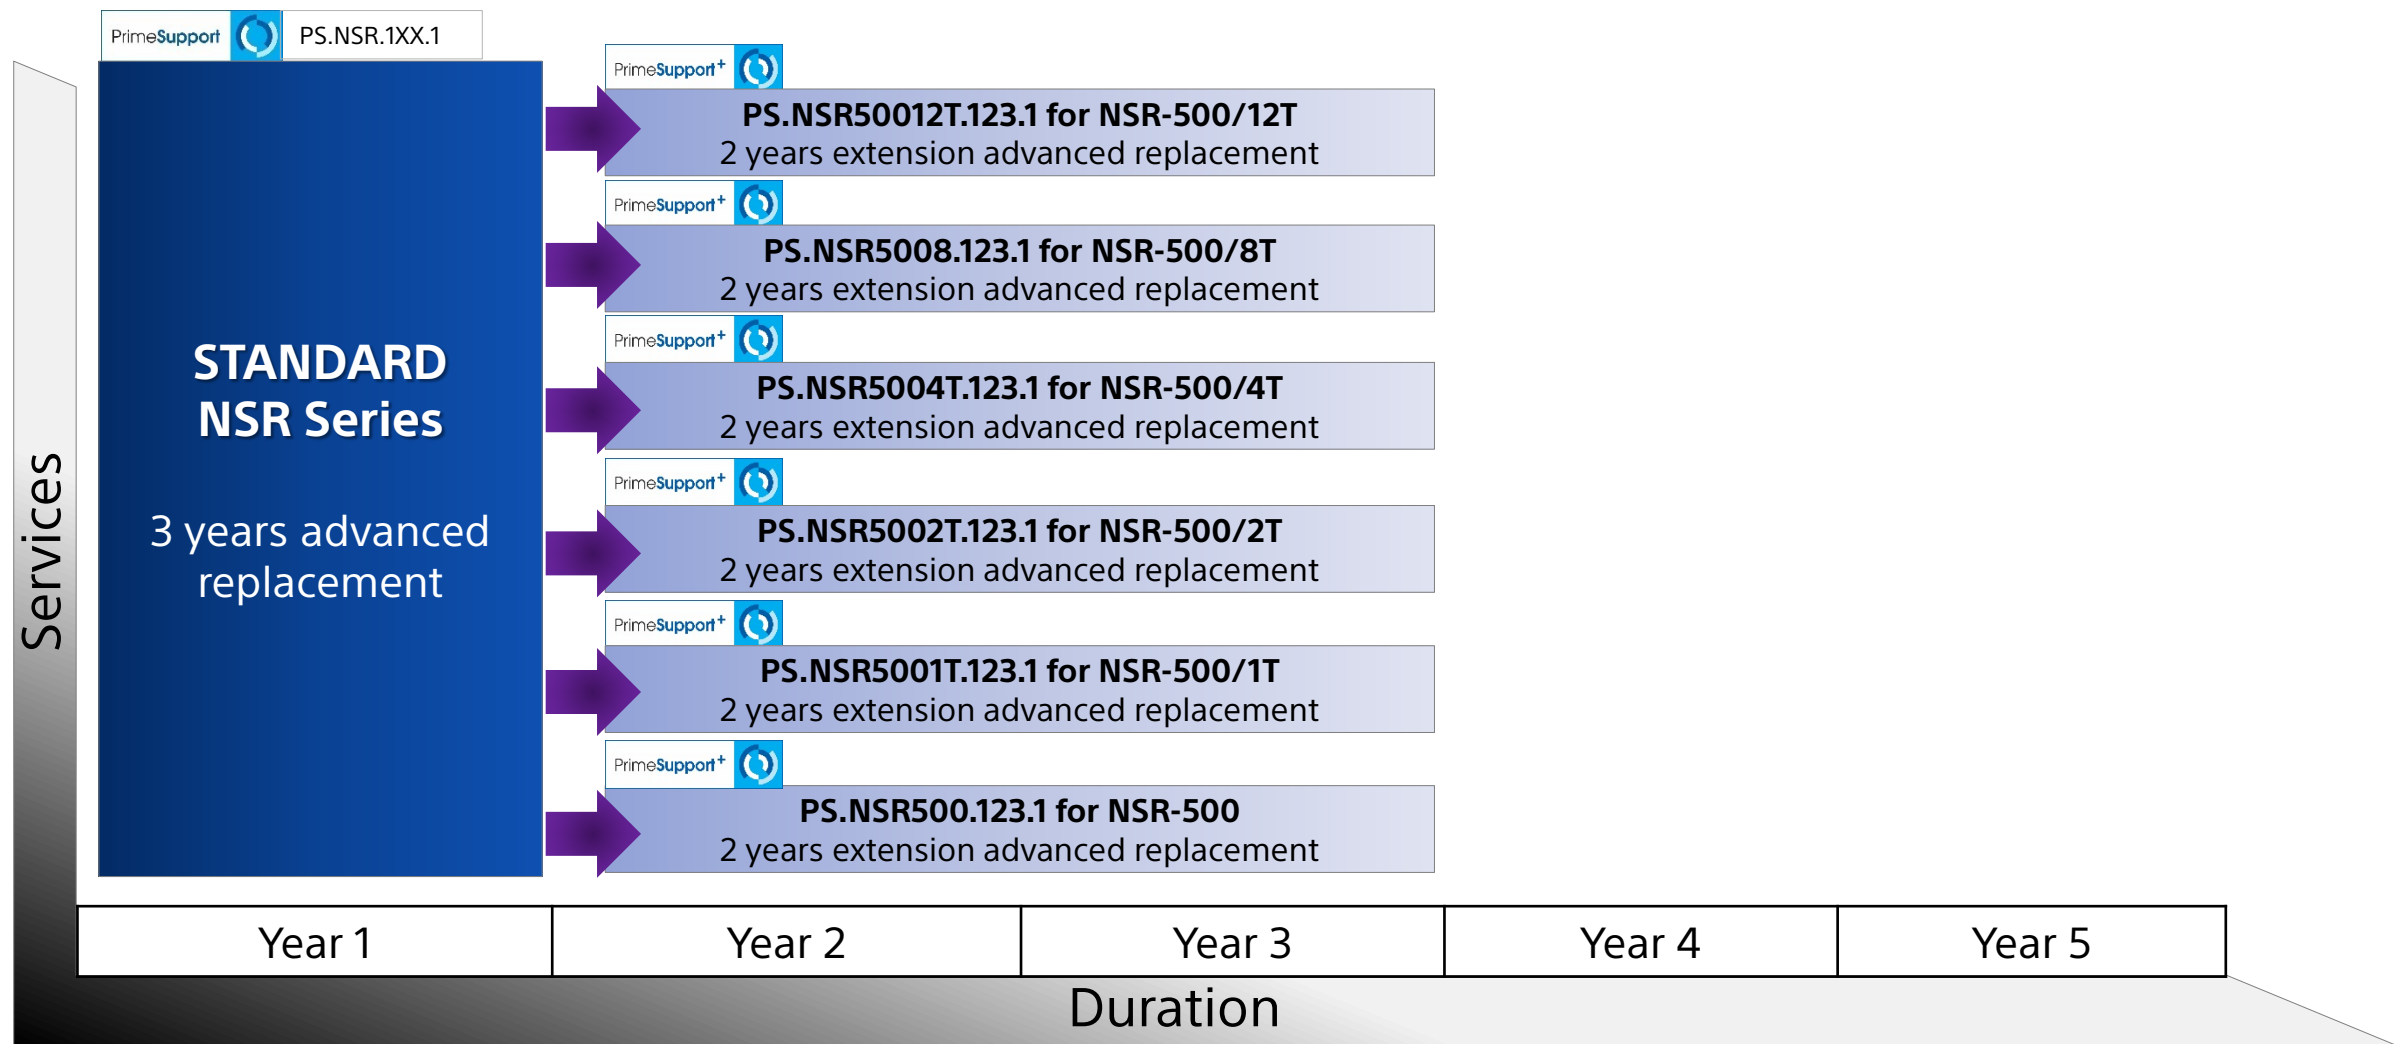 PrimeSupport
PS.NSR.1XX.1
STANDARD
NSR Series
3 years advanced
replacement
PrimeSupport+
PS.NSR50012T.123.1 for NSR-500/12T
2 years extension advanced replacement
PrimeSupport+
PS.NSR5008.123.1 for NSR-500/8T
2 years extension advanced replacement
PrimeSupport+
PS.NSR5004T.123.1 for NSR-500/4T
2 years extension advanced replacement
PrimeSupport+
PS.NSR5002T.123.1 for NSR-500/2T
2 years extension advanced replacement
PrimeSupport+
PS.NSR5001T.123.1 for NSR-500/1T
2 years extension advanced replacement
PrimeSupport+
PS.NSR500.123.1 for NSR-500
2 years extension advanced replacement
Services
Year 1
Year 2
Year 3
Year 4
Year 5
Duration